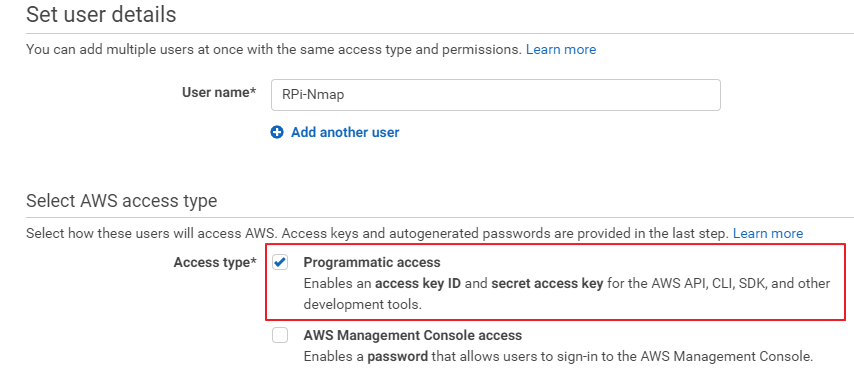 Set user details
You can add multiple users at once with the same access type and permissions. Learn more
User name*
RPi-Nmap
Add another user
Select AWS access type
Select how these users will access AWS. Access keys and autogenerated passwords are provided in the last step. Learn more
Access type*
Programmatic access
Enables an access key ID and secret access key for the AWS API, CLI, SDK, and other
development tools.
AWS Management Console access
Enables a password that allows users to sign-in to the AWS Management Console.